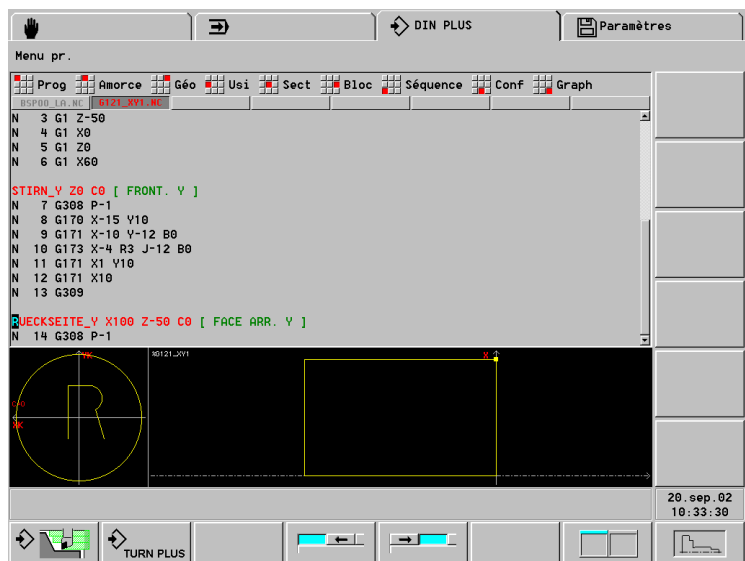 DIN PLUS
Paramètres
Menu pr.
Prog Amorce Géo Usi Sect Bloc Séquence Conf Graph
BSP00_LA.NC G121_XY1.NC
N 3 G1 Z-50
N 4 G1 X0
N 5 G1 Z0
N 6 G1 X60
STIRN_Y Z0 C0 [ FRONT. Y ]
N 7 G308 P-1
N 8 G170 X-15 Y10
N 9 G171 X-10 Y-12 B0
N 10 G173 X-4 R3 J-12 B0
N 11 G171 X1 Y10
N 12 G171 X10
N 13 G309
RUECKSEITE_Y X100 Z-50 C0 [ FACE ARR. Y ]
N 14 G308 P-1
YK
%G121_XY1
X
XK
20.sep.02
10:33:30
TURN PLUS